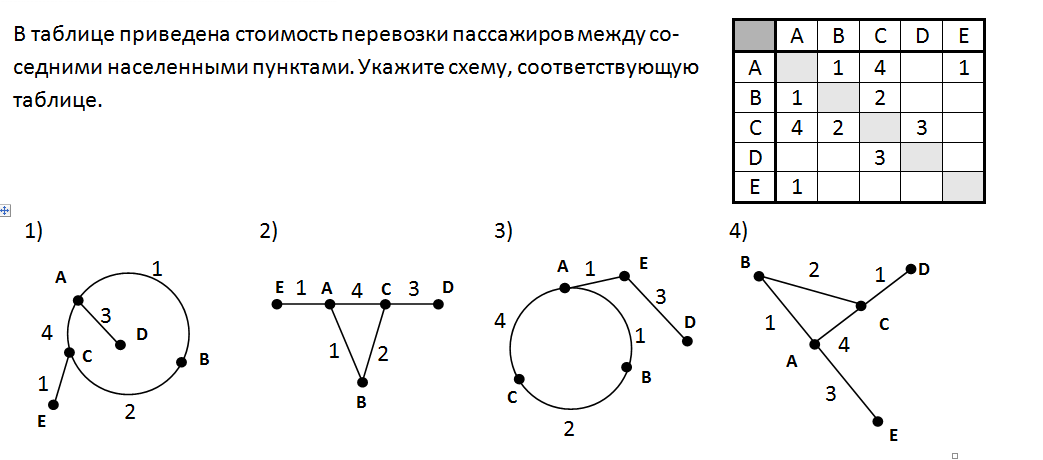 В таблице приведена стоимость перевозки пассажиров между со-
седними населенными пунктами. Укажите схему, соответствующую
таблице.
A B C D E
A 1 4 1
B 1 2
C 4 2 3
D 3
E 1
1) 2) 3) 4)
A 1 3 D 4 C B 1 E 2
E 1 A 4 C 3 D 1 2 B
A 1 E 3 D 4 1 B C 2
B 2 1 D C 1 4 A 3 E